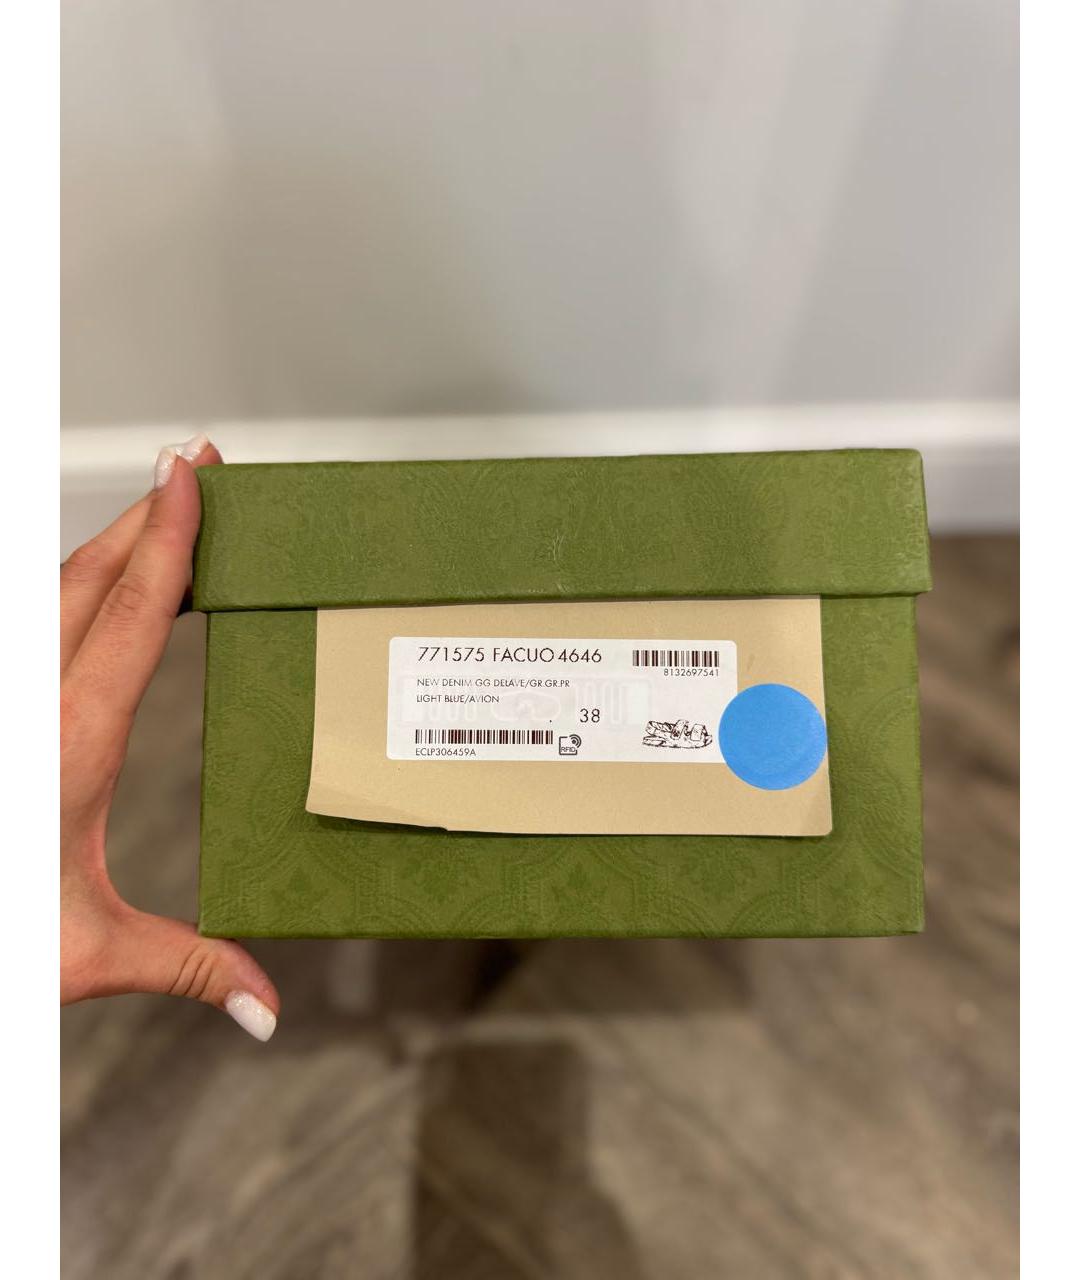 771575 FACUO 4646
8132697541
NEW DENIM GG DELAVE/GR.GR.PR
LIGHT BLUE/AVION
. 38
ECLP306459A
RFID